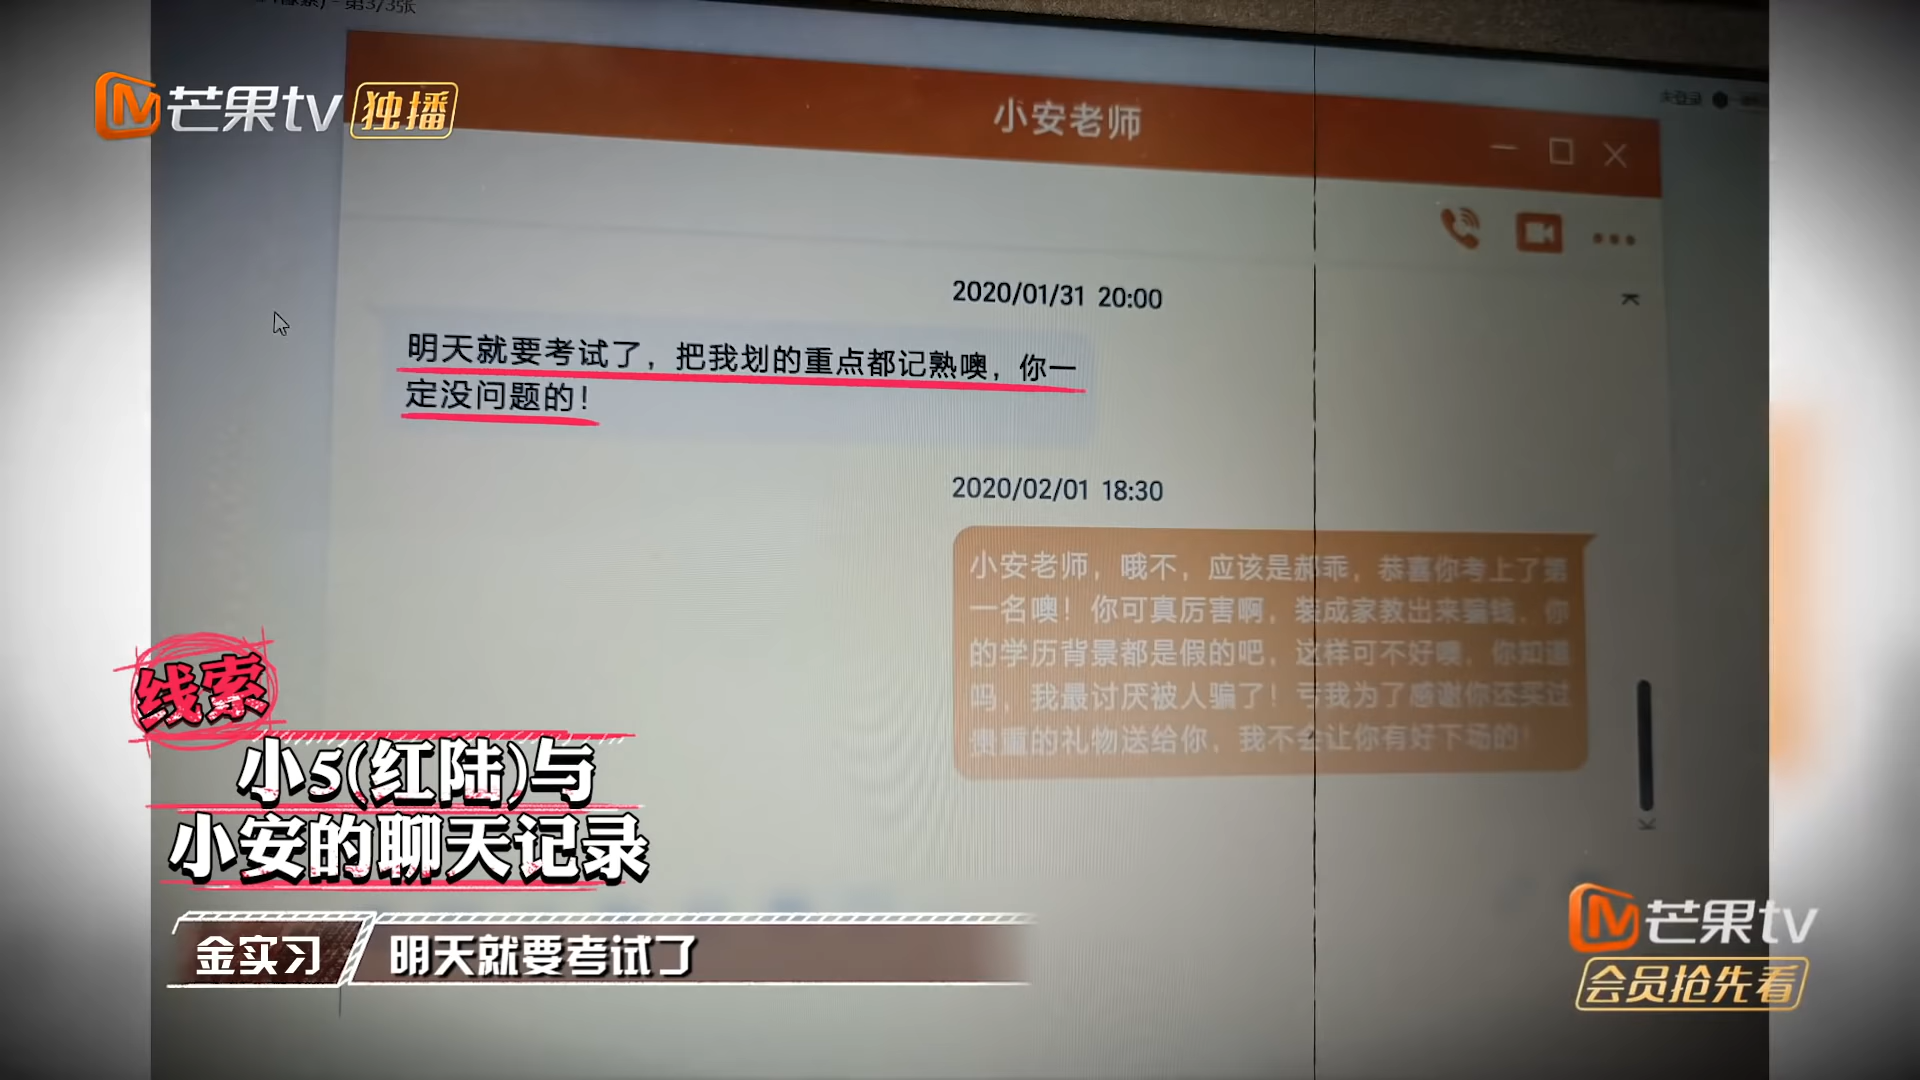 第3/3张
芒果tv 独播
小安老师
未登录
2020/01/31 20:00
明天就要考试了，把我划的重点都记熟噢，你一
定没问题的！
2020/02/01 18:30
小安老师，哦不，应该是郝乖，恭喜你考上了第
一名噢！你可真厉害啊，装成家教出来骗钱，你
的学历背景都是假的吧，这样可不好噢，你知道
吗，我最讨厌被人骗了！亏我为了感谢你还买过
贵重的礼物送给你，我不会让你有好下场的！
线索
小5(红陆)与
小安的聊天记录
金实习 明天就要考试了
芒果tv
会员抢先看